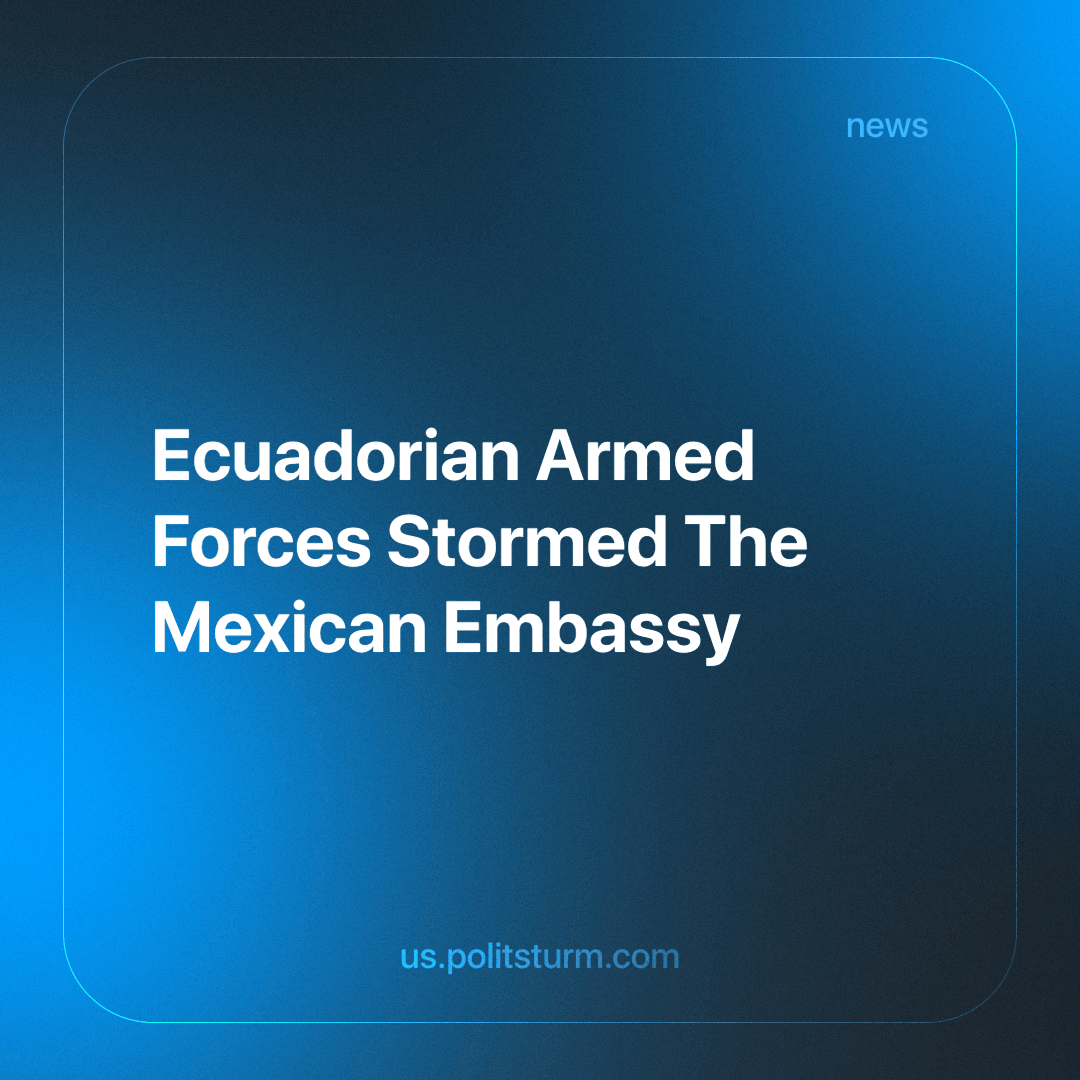 news
Ecuadorian Armed
Forces Stormed The
Mexican Embassy
us.politsturm.com